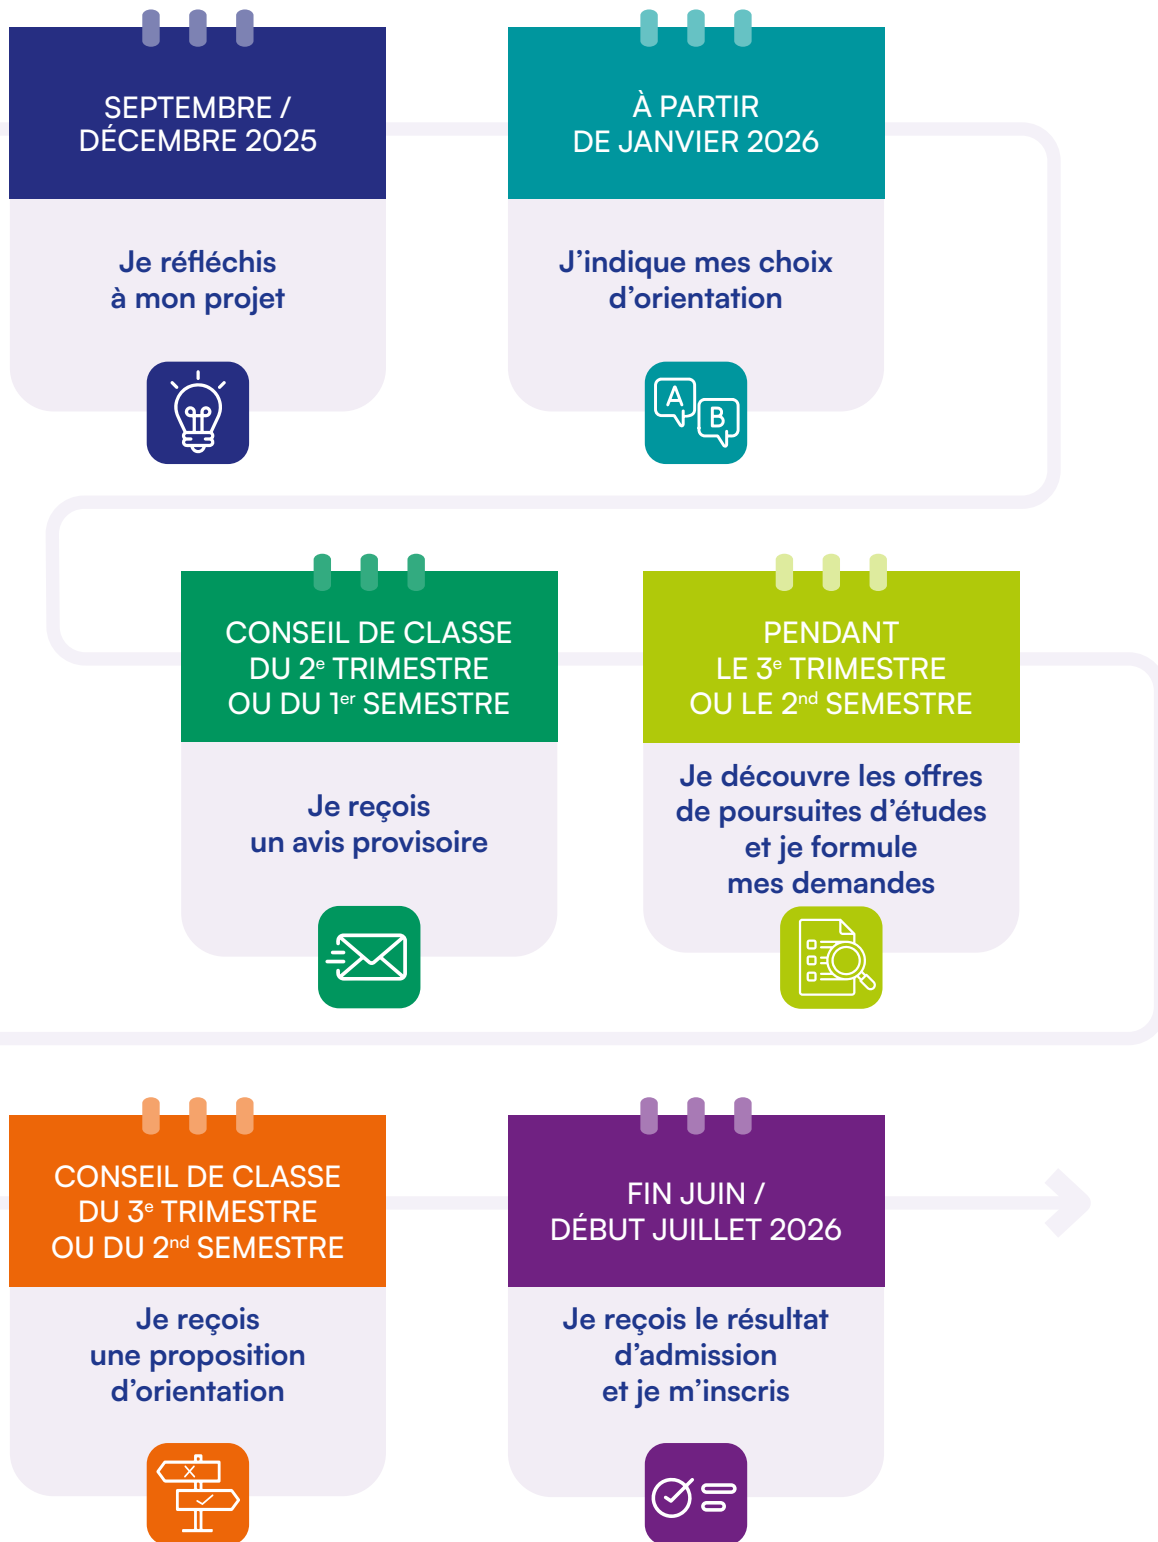 SEPTEMBRE /
DÉCEMBRE 2025
Je réfléchis
à mon projet
À PARTIR
DE JANVIER 2026
J’indique mes choix
d’orientation
A
B
CONSEIL DE CLASSE
DU 2e TRIMESTRE
OU DU 1er SEMESTRE
Je reçois
un avis provisoire
PENDANT
LE 3e TRIMESTRE
OU LE 2nd SEMESTRE
Je découvre les offres
de poursuites d’études
et je formule
mes demandes
CONSEIL DE CLASSE
DU 3e TRIMESTRE
OU DU 2nd SEMESTRE
Je reçois
une proposition
d’orientation
FIN JUIN /
DÉBUT JUILLET 2026
Je reçois le résultat
d’admission
et je m’inscris